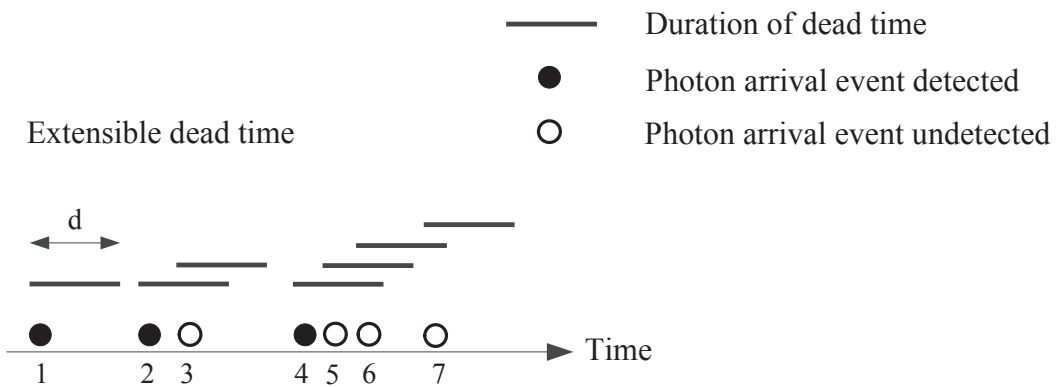 Duration of dead time
Photon arrival event detected
Extensible dead time
Photon arrival event undetected
d
Time
1 2 3 4 5 6 7